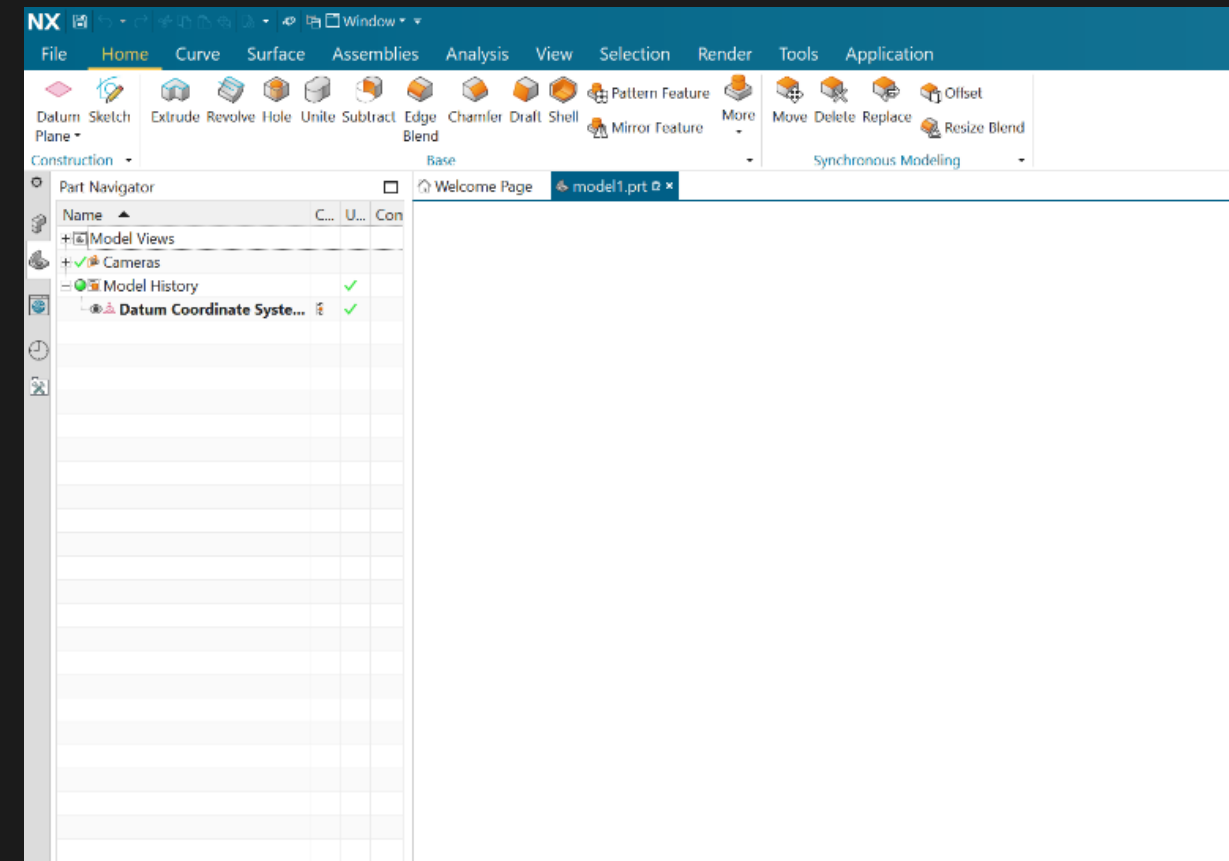 NX Window
File Home Curve Surface Assemblies Analysis View Selection Render Tools Application
Datum Plane
Sketch
Extrude
Revolve
Hole
Unite
Subtract
Edge Blend
Chamfer
Draft
Shell
Pattern Feature
Mirror Feature
More
Move
Delete
Replace
Offset
Resize Blend
Construction
Base
Synchronous Modeling
Part Navigator
Welcome Page
model1.prt
Name C... U... Con
Model Views
Cameras
Model History
Datum Coordinate Syste...